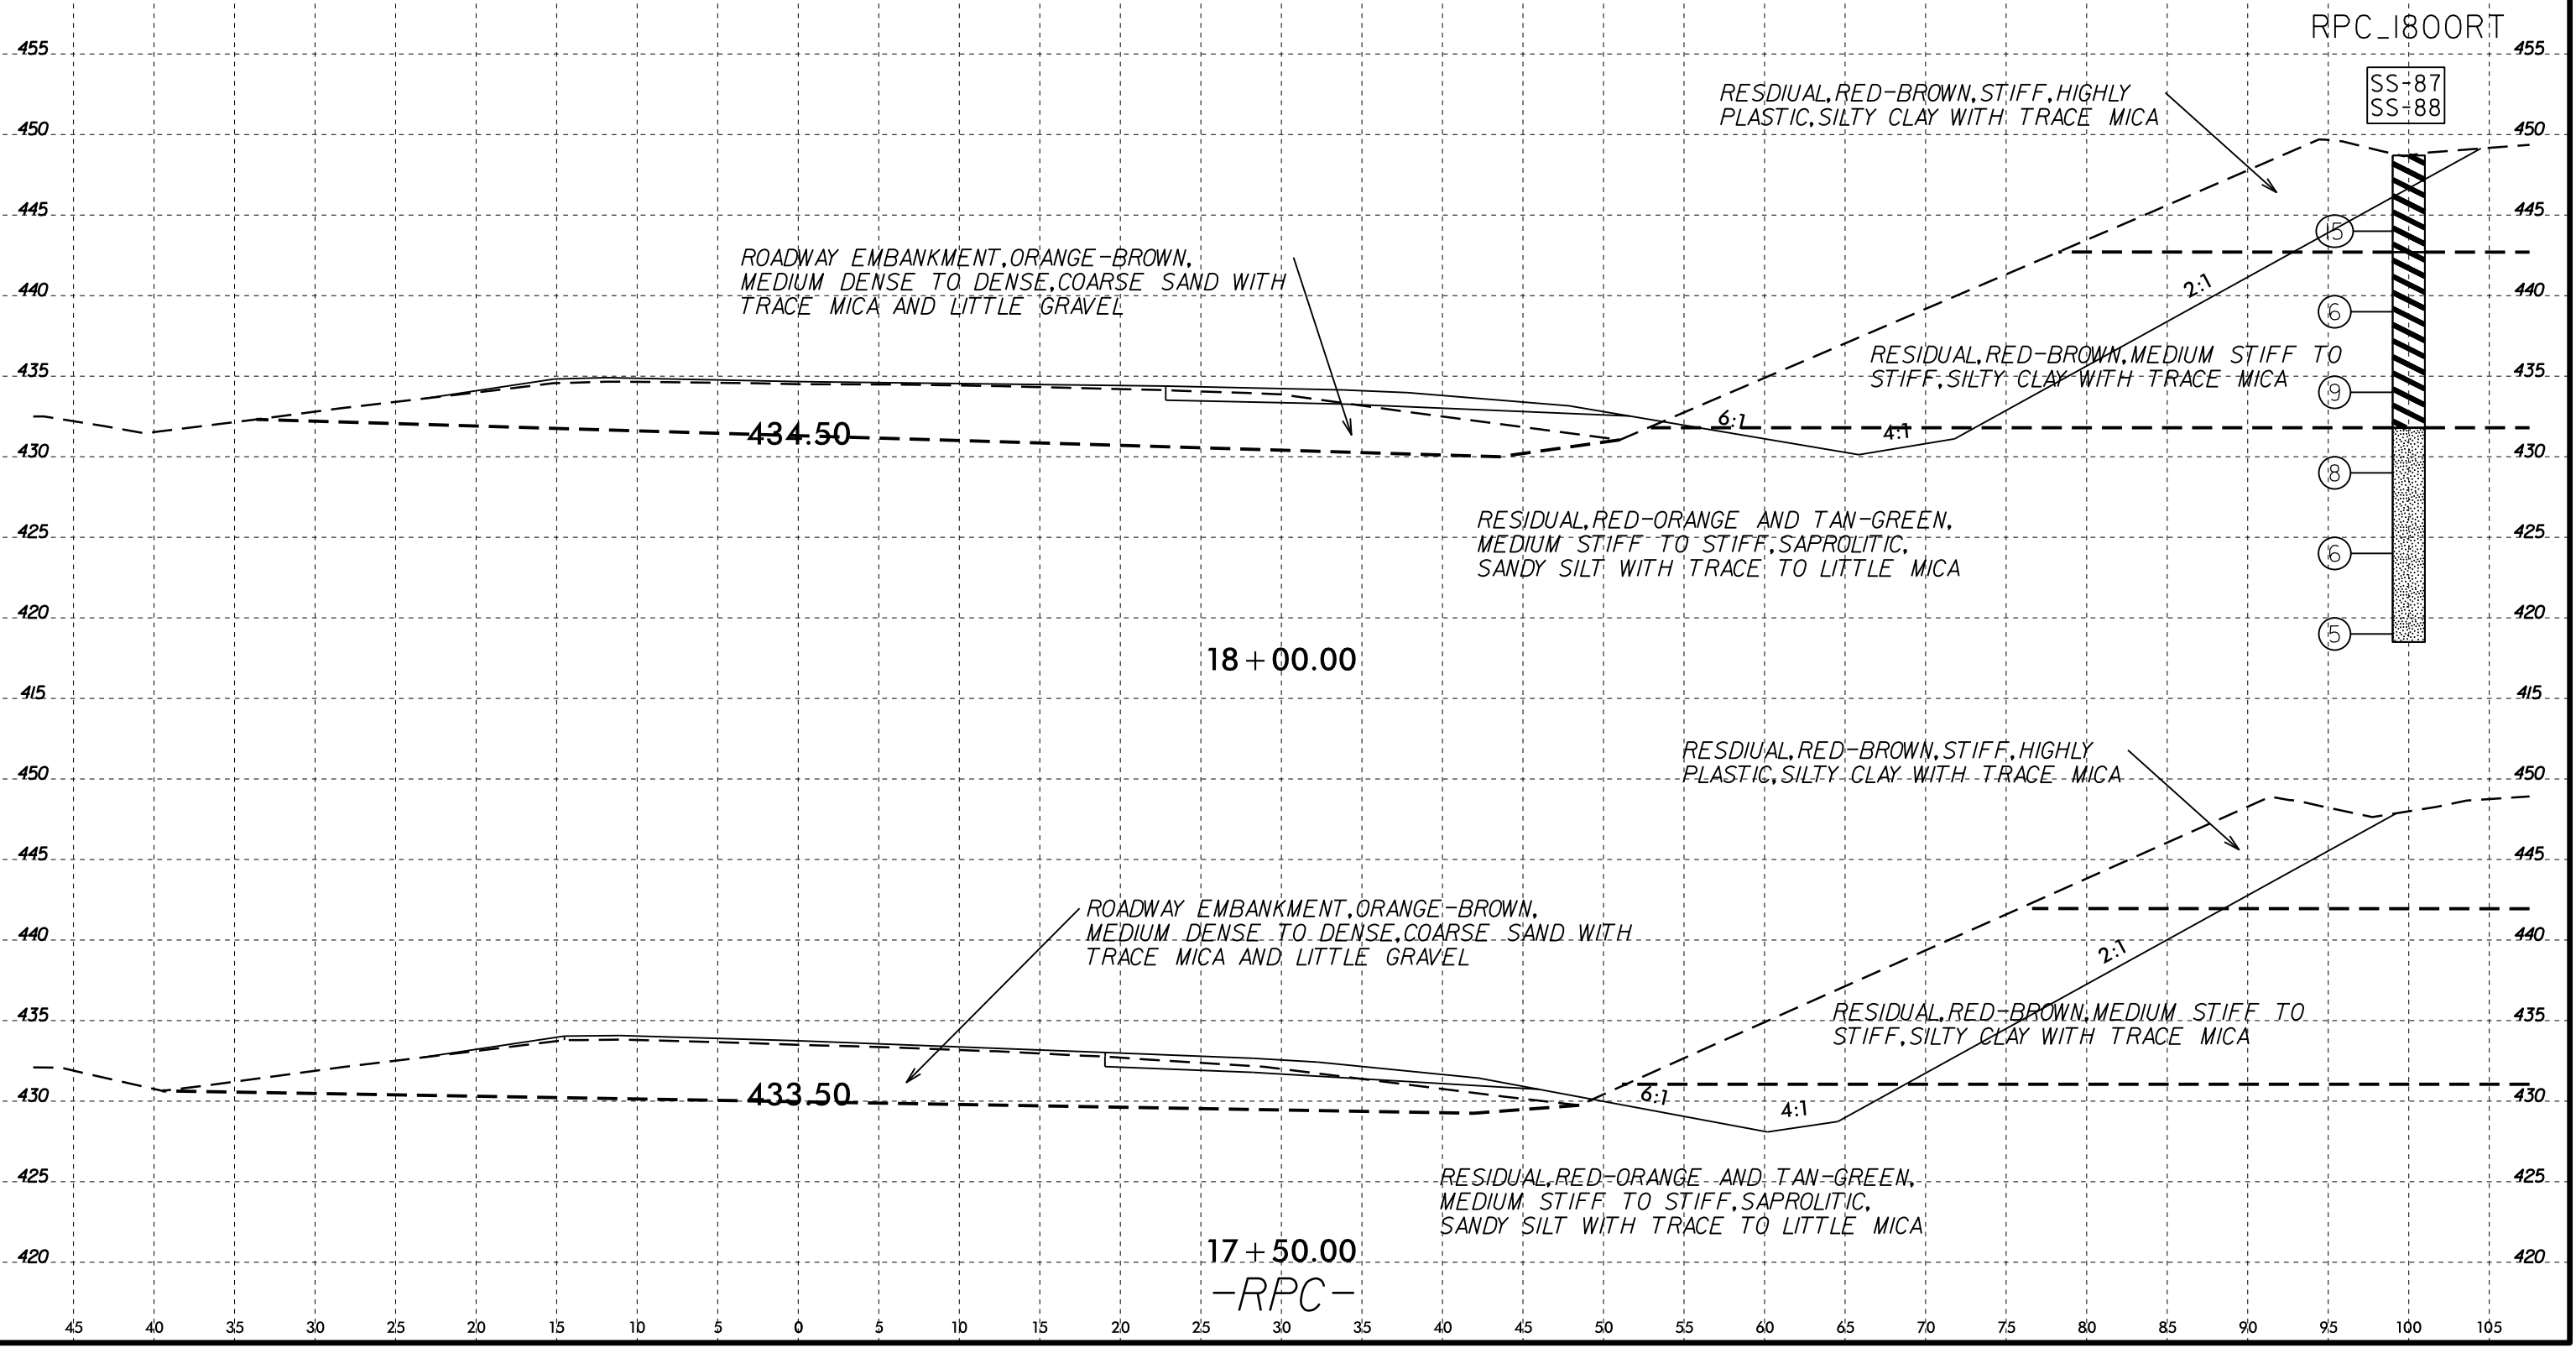 RPC_1800RT
455
455
SS-87
SS-88
RESDIUAL,RED-BROWN,STIFF,HIGHLY
PLASTIC,SILTY CLAY WITH TRACE MICA
450
450
445
445
15
ROADWAY EMBANKMENT,ORANGE-BROWN,
MEDIUM DENSE TO DENSE,COARSE SAND WITH
TRACE MICA AND LITTLE GRAVEL
2:1
440
440
6
RESIDUAL,RED-BROWN,MEDIUM STIFF TO
STIFF,SILTY CLAY WITH TRACE MICA
435
435
9
434.50
6:1
4:1
430
430
8
RESIDUAL,RED-ORANGE AND TAN-GREEN,
MEDIUM STIFF TO STIFF,SAPROLITIC,
SANDY SILT WITH TRACE TO LITTLE MICA
425
425
6
420
420
5
18+00.00
415
415
RESDIUAL,RED-BROWN,STIFF,HIGHLY
PLASTIC,SILTY CLAY WITH TRACE MICA
450
450
445
445
ROADWAY EMBANKMENT,ORANGE-BROWN,
MEDIUM DENSE TO DENSE,COARSE SAND WITH
TRACE MICA AND LITTLE GRAVEL
440
440
2:1
RESIDUAL,RED-BROWN,MEDIUM STIFF TO
STIFF,SILTY CLAY WITH TRACE MICA
435
435
433.50
6:1
4:1
430
430
RESIDUAL,RED-ORANGE AND TAN-GREEN,
MEDIUM STIFF TO STIFF,SAPROLITIC,
SANDY SILT WITH TRACE TO LITTLE MICA
425
425
17+50.00
420
420
-RPC-
45 40 35 30 25 20 15 10 5 0 5 10 15 20 25 30 35 40 45 50 55 60 65 70 75 80 85 90 95 100 105